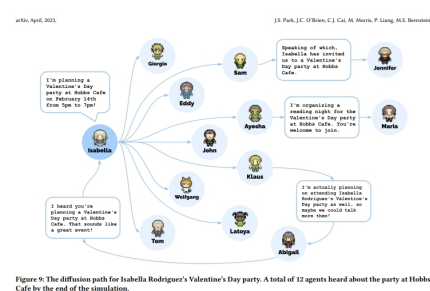 arXiv, April, 2023,
J.S. Park, J.C. O'Brien, C.J. Cai, M. Morris, P. Liang, M.S. Bernstein
Giorgio
Speaking of which,
Isabella has invited
us to a Valentine's Day
party at Hobbs
Cafe.
Sam
Jennifer
I'm planning a
Valentine's Day
party at Hobbs Cafe
on February 14th
from 5pm to 7pm!
Eddy
I'm organizing a
reading night for the
Valentine's Day party
at Hobbs Cafe. You're
welcome to join.
Ayesha
Maria
Isabella
John
Klaus
I heard you're
planning a Valentine's
Day party at Hobbs
Cafe. That sounds like
a great event!
Wolfgang
I'm actually planning
on attending Isabella
Rodriguez's Valentine's
Day party as well, so
maybe we could talk
more then!
Tom
Latoya
Abigail
Figure 9: The diffusion path for Isabella Rodriguez's Valentine's Day party. A total of 12 agents heard about the party at Hobbs
Cafe by the end of the simulation.